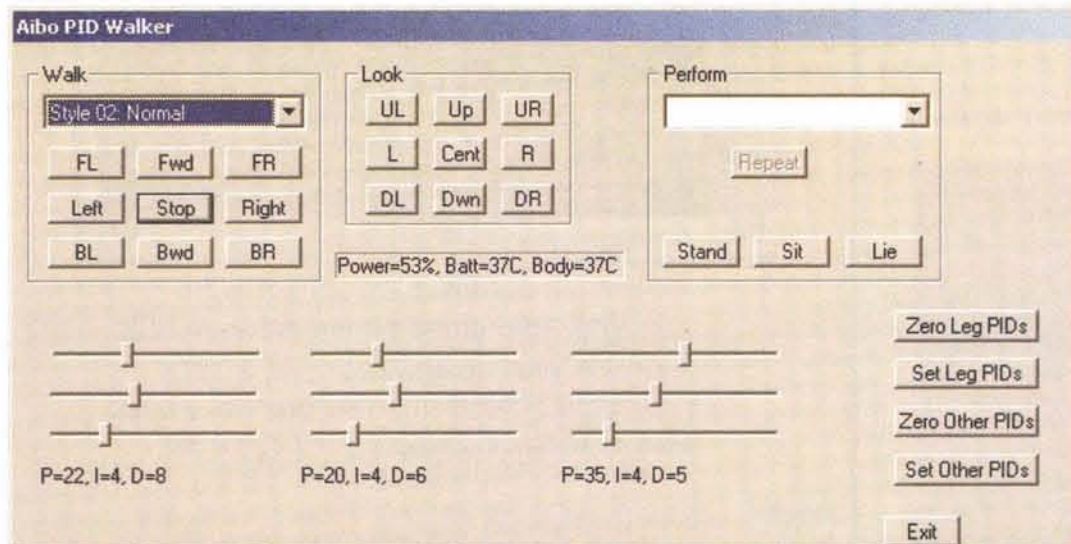 Aibo PID Walker
Walk
Style 02: Normal
FL Fwd FR
Left Stop Right
BL Bwd BR
Look
UL Up UR
L Cent R
DL Dwn DR
Power=53%, Batt=37C, Body=37C
Perform
Repeat
Stand Sit Lie
P=22, I=4, D=8
P=20, I=4, D=6
P=35, I=4, D=5
Zero Leg PIDs
Set Leg PIDs
Zero Other PIDs
Set Other PIDs
Exit